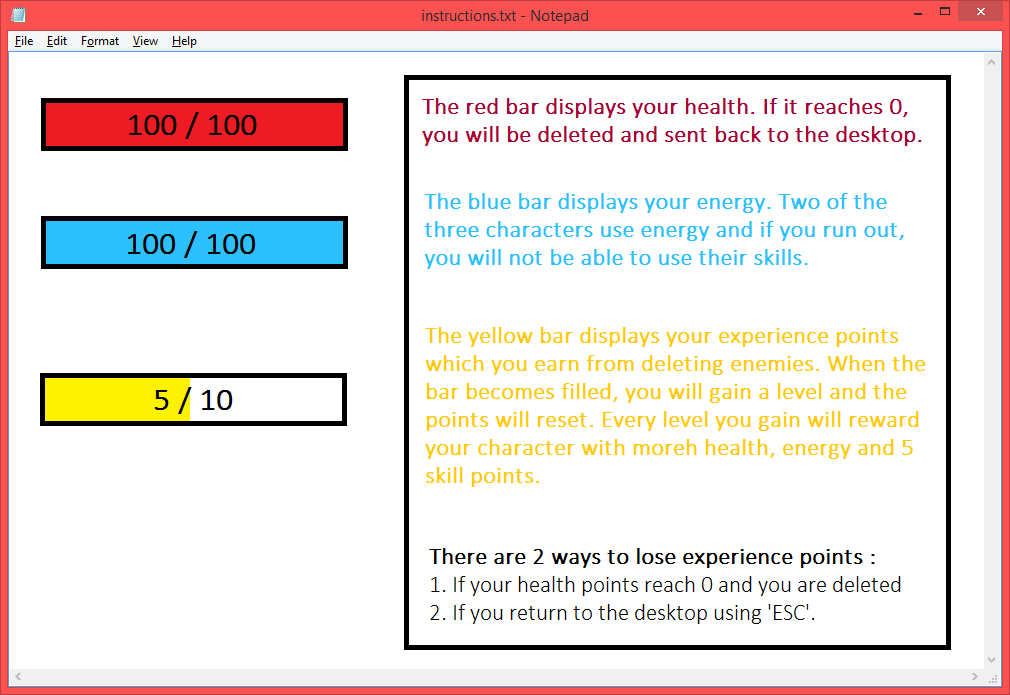 instructions.txt - Notepad
File Edit Format View Help
100 / 100
100 / 100
5 / 10
The red bar displays your health. If it reaches 0,
you will be deleted and sent back to the desktop.
The blue bar displays your energy. Two of the
three characters use energy and if you run out,
you will not be able to use their skills.
The yellow bar displays your experience points
which you earn from deleting enemies. When the
bar becomes filled, you will gain a level and the
points will reset. Every level you gain will reward
your character with moreh health, energy and 5
skill points.
There are 2 ways to lose experience points :
1. If your health points reach 0 and you are deleted
2. If you return to the desktop using 'ESC'.